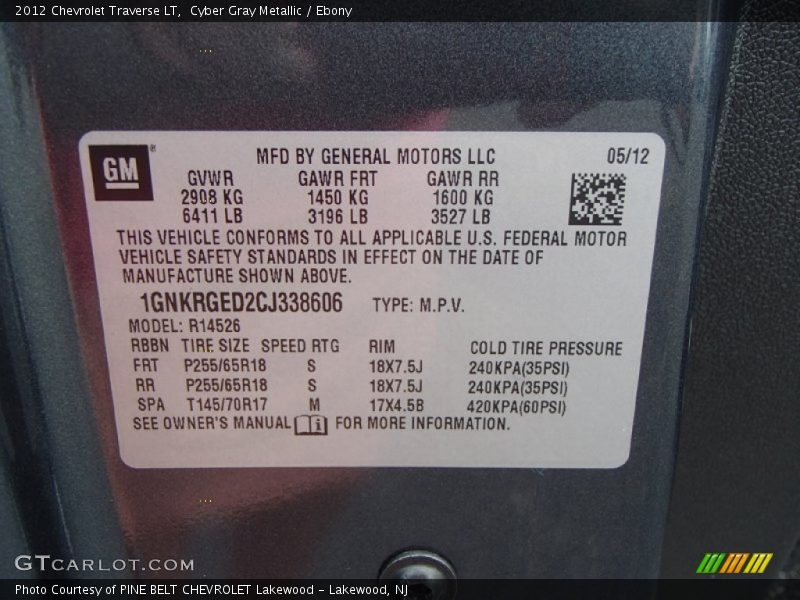 2012 Chevrolet Traverse LT,  Cyber Gray Metallic / Ebony
GM®
MFD BY GENERAL MOTORS LLC 05/12
GVWR GAWR FRT GAWR RR
2908 KG 1450 KG 1600 KG
6411 LB 3196 LB 3527 LB
THIS VEHICLE CONFORMS TO ALL APPLICABLE U.S. FEDERAL MOTOR
VEHICLE SAFETY STANDARDS IN EFFECT ON THE DATE OF
MANUFACTURE SHOWN ABOVE.
1GNKRGED2CJ338606 TYPE: M.P.V.
MODEL: R14526
RBBN TIRE SIZE SPEED RTG RIM COLD TIRE PRESSURE
FRT P255/65R18 S 18X7.5J 240KPA(35PSI)
RR P255/65R18 S 18X7.5J 240KPA(35PSI)
SPA T145/70R17 M 17X4.5B 420KPA(60PSI)
SEE OWNER'S MANUAL i FOR MORE INFORMATION.
GTCARLOT.COM
Photo Courtesy of PINE BELT CHEVROLET Lakewood - Lakewood, NJ